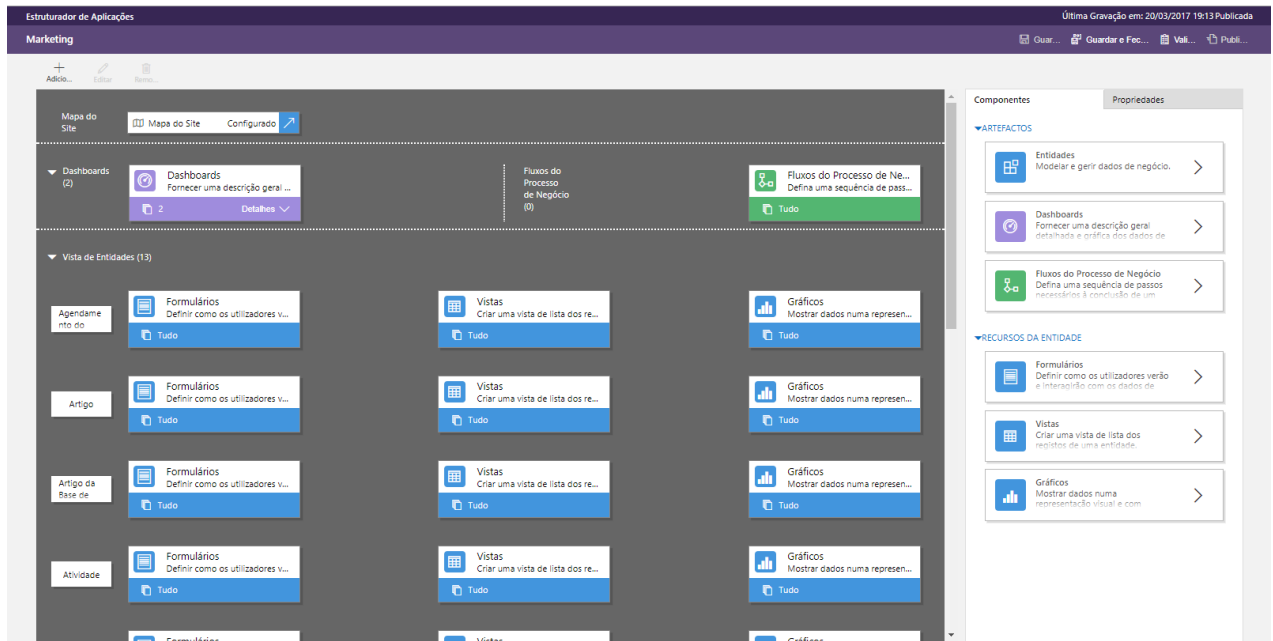 Estruturador de Aplicações
Última Gravação em: 20/03/2017 19:13 Publicada
Marketing
Guar...
Guardar e Fec...
Vali...
Publi...
Adicio...
Editar
Remo...
Mapa do
Site
Mapa do Site
Configurado
Dashboards
(2)
Dashboards
Fornecer uma descrição geral ...
2
Detalhes
Fluxos do
Processo
de Negócio
(0)
Fluxos do Processo de Ne...
Defina uma sequência de pass...
Tudo
Vista de Entidades (13)
Agendame
nto do
Formulários
Definir como os utilizadores v...
Tudo
Vistas
Criar uma vista de lista dos re...
Tudo
Gráficos
Mostrar dados numa represen...
Tudo
Artigo
Formulários
Definir como os utilizadores v...
Tudo
Vistas
Criar uma vista de lista dos re...
Tudo
Gráficos
Mostrar dados numa represen...
Tudo
Artigo da
Base de
Formulários
Definir como os utilizadores v...
Tudo
Vistas
Criar uma vista de lista dos re...
Tudo
Gráficos
Mostrar dados numa represen...
Tudo
Atividade
Formulários
Definir como os utilizadores v...
Tudo
Vistas
Criar uma vista de lista dos re...
Tudo
Gráficos
Mostrar dados numa represen...
Tudo
Formulários
Vistas
Gráficos
Componentes
Propriedades
ARTEFACTOS
Entidades
Modelar e gerir dados de negócio.
Dashboards
Fornecer uma descrição geral
detalhada e gráfica dos dados de
Fluxos do Processo de Negócio
Defina uma sequência de passos
necessários à conclusão de um
RECURSOS DA ENTIDADE
Formulários
Definir como os utilizadores verão
e interagirão com os dados de
Vistas
Criar uma vista de lista dos
registos de uma entidade.
Gráficos
Mostrar dados numa
representação visual e com